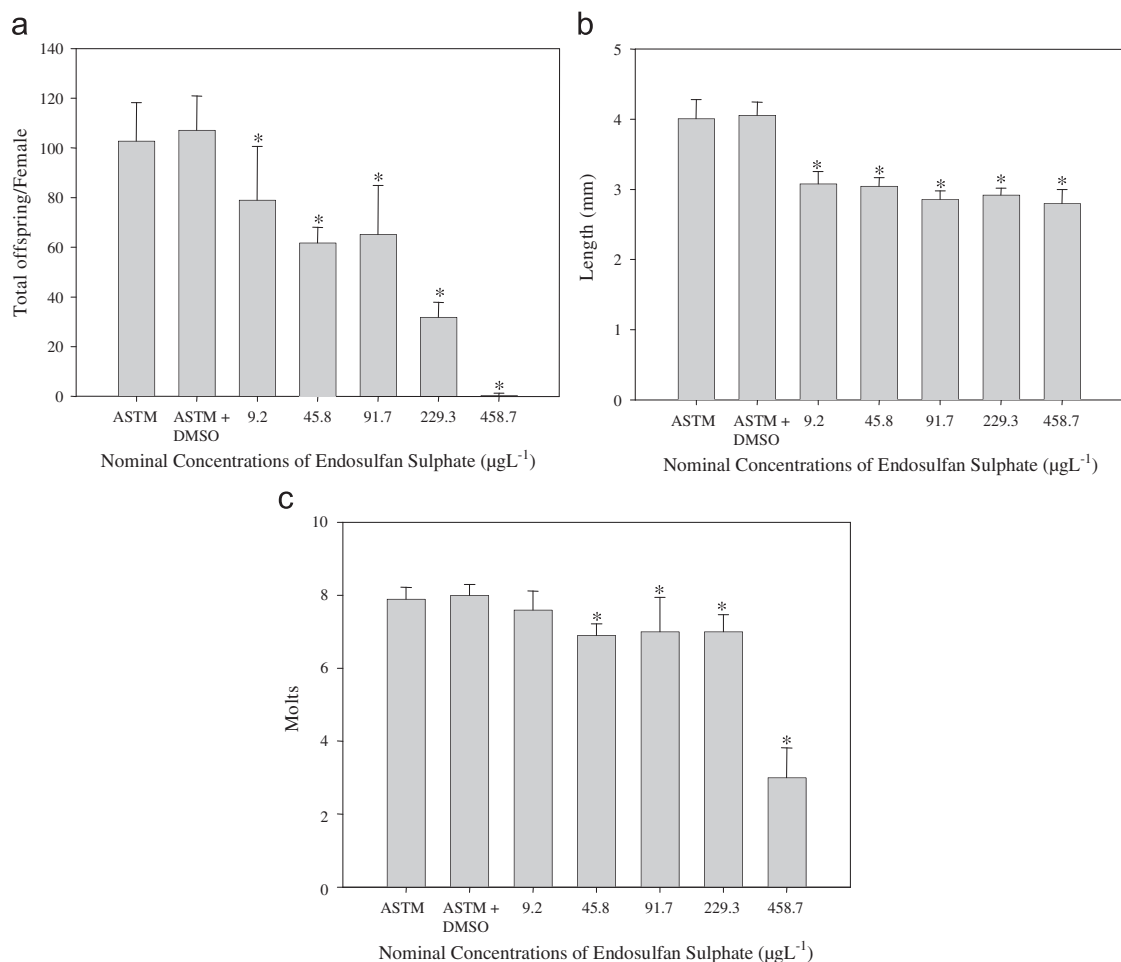 a
140
120
100
80
60
40
20
0
Total offspring/Female
*
*
*
*
*
ASTM
ASTM +
DMSO
9.2
45.8
91.7
229.3
458.7
Nominal Concentrations of Endosulfan Sulphate (µgL⁻¹)
b
5
4
3
2
1
0
Length (mm)
*
*
*
*
*
ASTM
ASTM +
DMSO
9.2
45.8
91.7
229.3
458.7
Nominal Concentrations of Endosulfan Sulphate (µgL⁻¹)
c
10
8
6
4
2
0
Molts
*
*
*
*
ASTM
ASTM +
DMSO
9.2
45.8
91.7
229.3
458.7
Nominal Concentrations of Endosulfan Sulphate (µgL⁻¹)